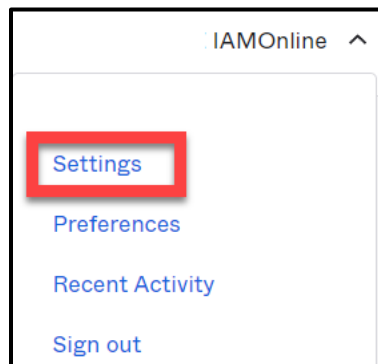 IAMOnline
Settings
Preferences
Recent Activity
Sign out